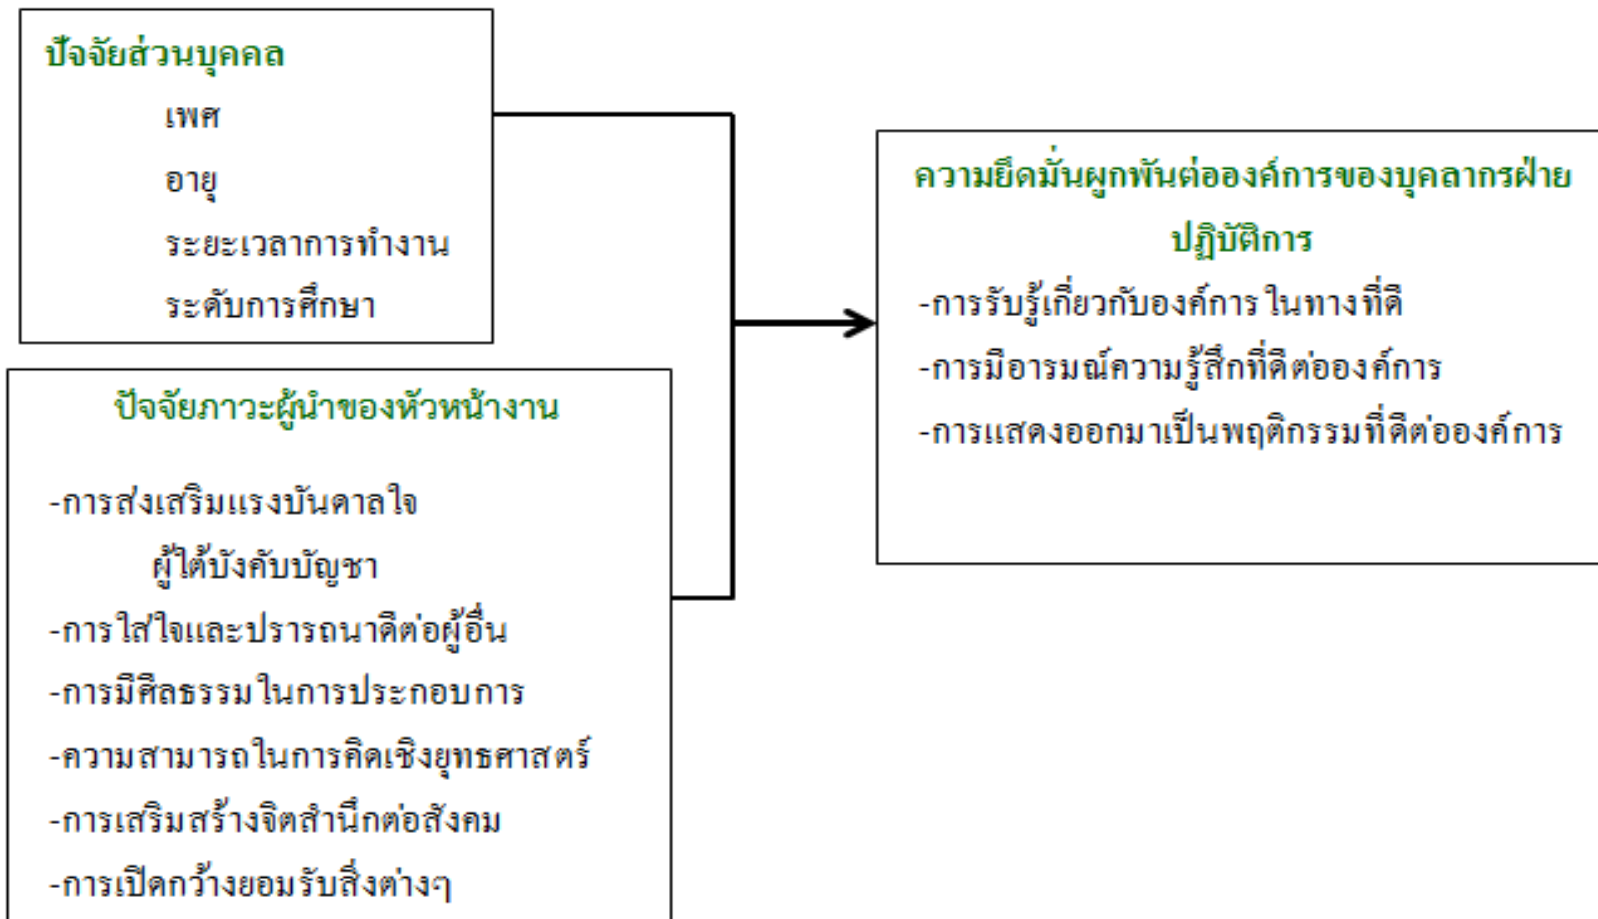 ปัจจัยส่วนบุคคล
เพศ
อายุ
ระยะเวลาการทำงาน
ระดับการศึกษา
ปัจจัยภาวะผู้นำของหัวหน้างาน
-การส่งเสริมแรงบันดาลใจ
ผู้ใต้บังคับบัญชา
-การใส่ใจและปรารถนาดีต่อผู้อื่น
-การมีศีลธรรมในการประกอบการ
-ความสามารถในการคิดเชิงยุทธศาสตร์
-การเสริมสร้างจิตสำนึกต่อสังคม
-การเปิดกว้างยอมรับสิ่งต่างๆ
ความยึดมั่นผูกพันต่อองค์การของบุคลากรฝ่าย
ปฏิบัติการ
-การรับรู้เกี่ยวกับองค์การในทางที่ดี
-การมีอารมณ์ความรู้สึกที่ดีต่อองค์การ
-การแสดงออกมาเป็นพฤติกรรมที่ดีต่อองค์การ